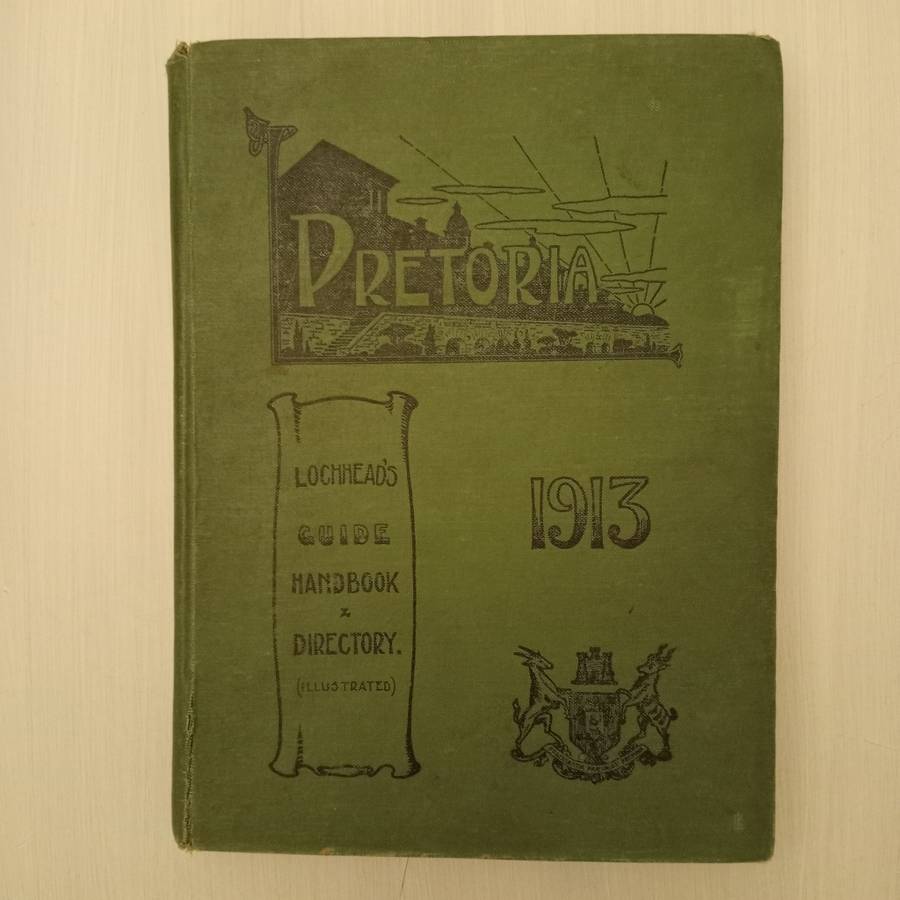 PRETORIA
LOCHHEAD'S
GUIDE
HANDBOOK
&
DIRECTORY.
(ILLUSTRATED)
1913